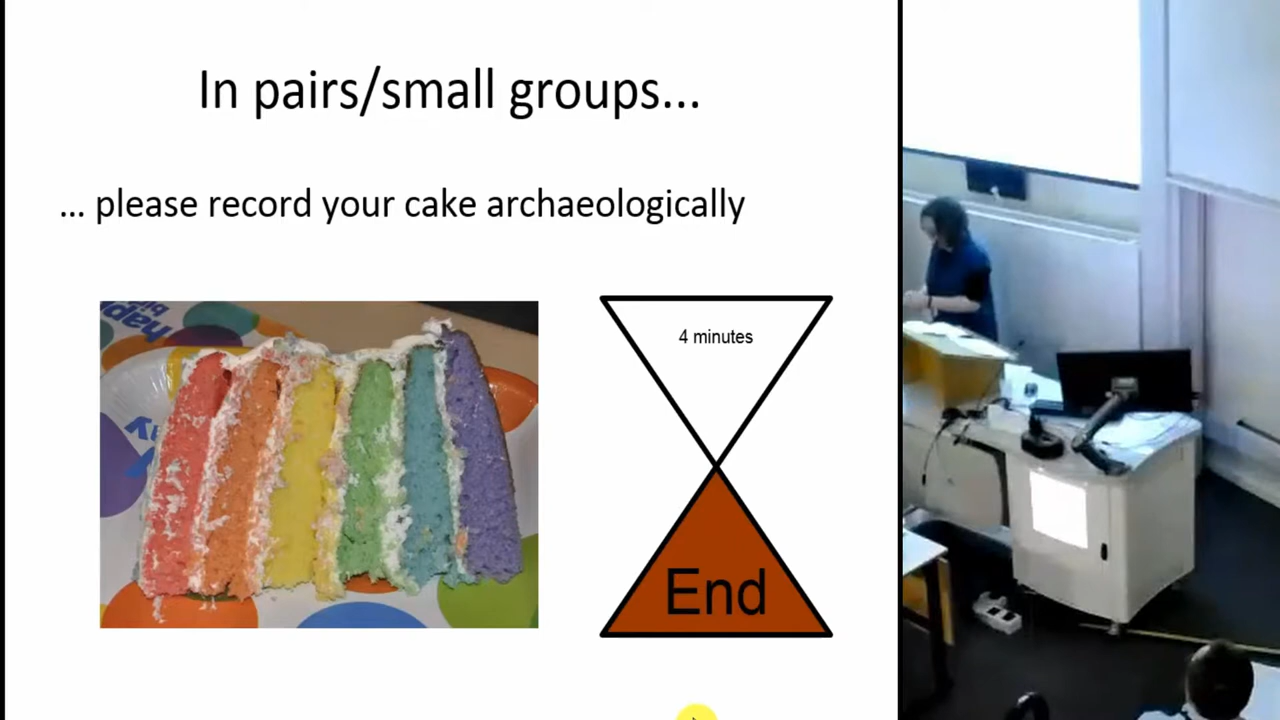 In pairs/small groups...
... please record your cake archaeologically
4 minutes
End